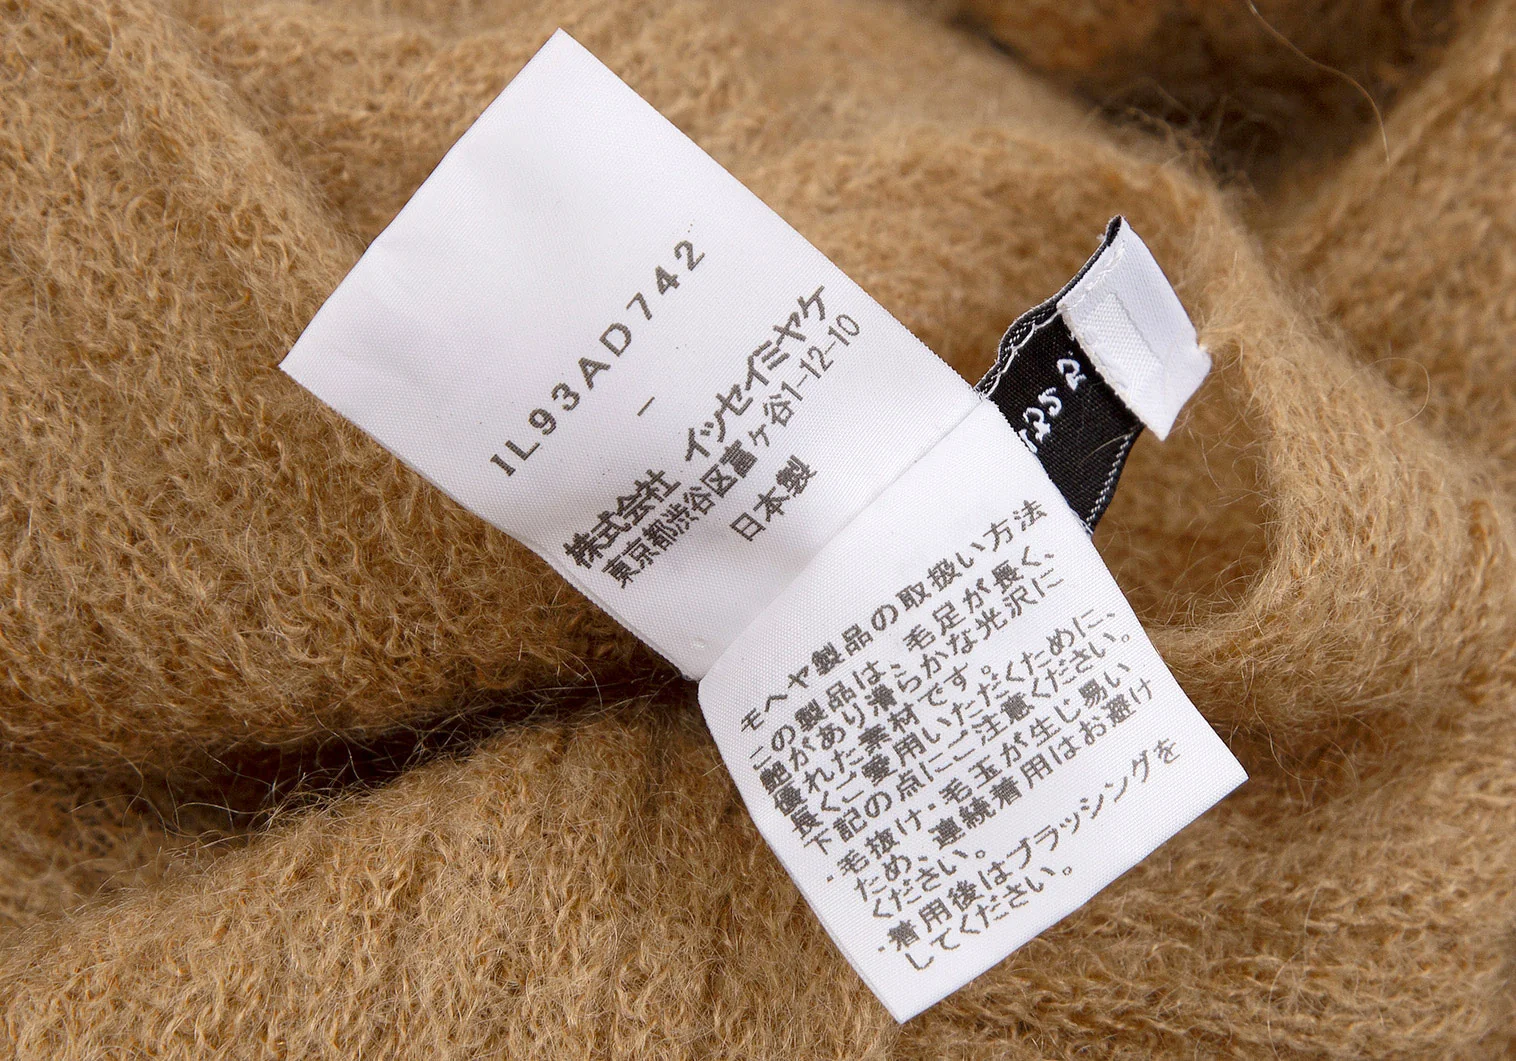 IL93AD742
—
株式会社 イッセイミヤケ
東京都渋谷区富ヶ谷1-12-10
日本製
モヘヤ製品の取扱い方法
この製品は、毛足が長く、
艶があり滑らかな光沢に
優れた素材です。
長くご愛用いただくために、
下記の点にご注意ください。
・毛抜け・毛玉が生じ易い
ため、連続着用はお避け
ください。
・着用後はブラッシングを
してください。